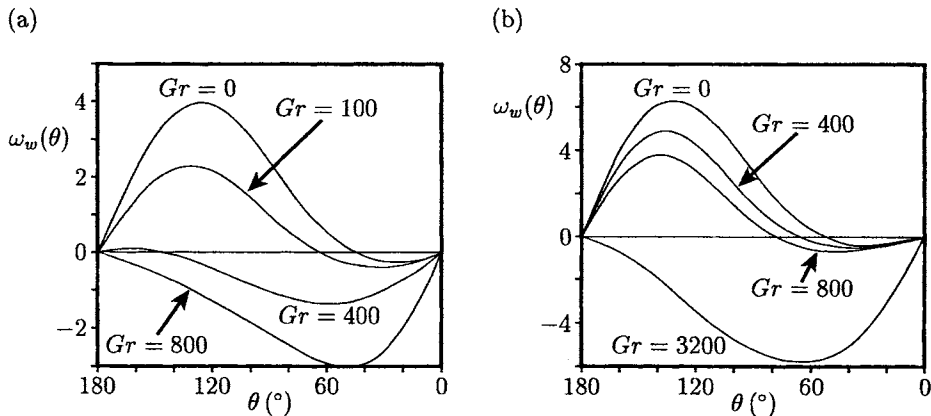 (a)
4
2
0
−2
ω_w(θ)
Gr = 0
Gr = 100
Gr = 400
Gr = 800
180
120
60
0
θ (°)
(b)
8
4
0
−4
ω_w(θ)
Gr = 0
Gr = 400
Gr = 800
Gr = 3200
180
120
60
0
θ (°)